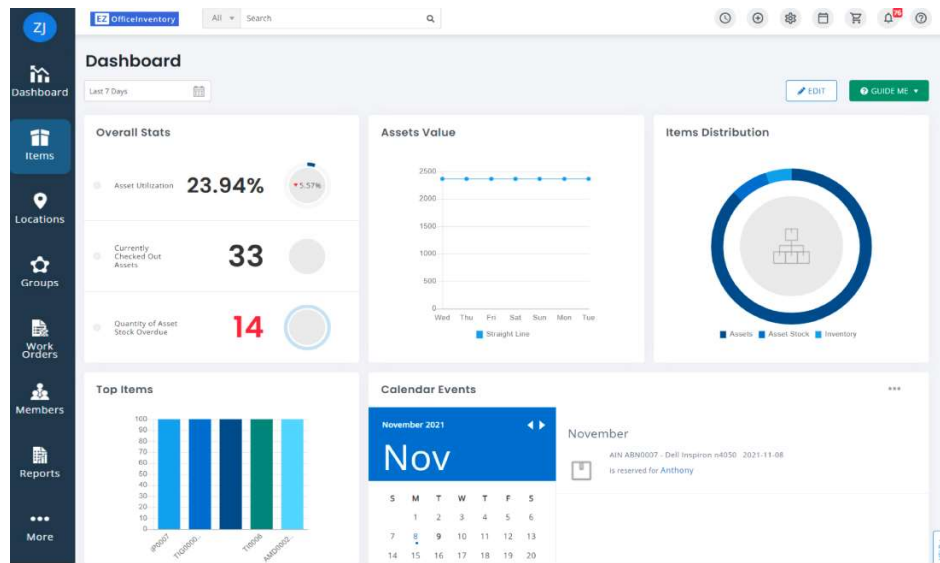 ZJ
EZ OfficeInventory
All
Search
76
Dashboard
Items
Locations
Groups
Work
Orders
Members
Reports
More
Dashboard
Last 7 Days
EDIT
GUIDE ME
Overall Stats
Asset Utilization 23.94% 5.57%
Currently
Checked Out
Assets
33
Quantity of Asset
Stock Overdue
14
Assets Value
2500
2000
1500
1000
500
0
Wed Thu Fri Sat Sun Mon Tue
Straight Line
Items Distribution
Assets Asset Stock Inventory
Top Items
100
90
80
70
60
50
40
30
20
10
0
IP0007 TIQI0000.. TI0006 AMD0002..
Calendar Events
November 2021
Nov
S M T W T F S
1 2 3 4 5 6
7 8 9 10 11 12 13
14 15 16 17 18 19 20
November
AIN ABN0007 - Dell Inspiron n4050 2021-11-08
is reserved for Anthony